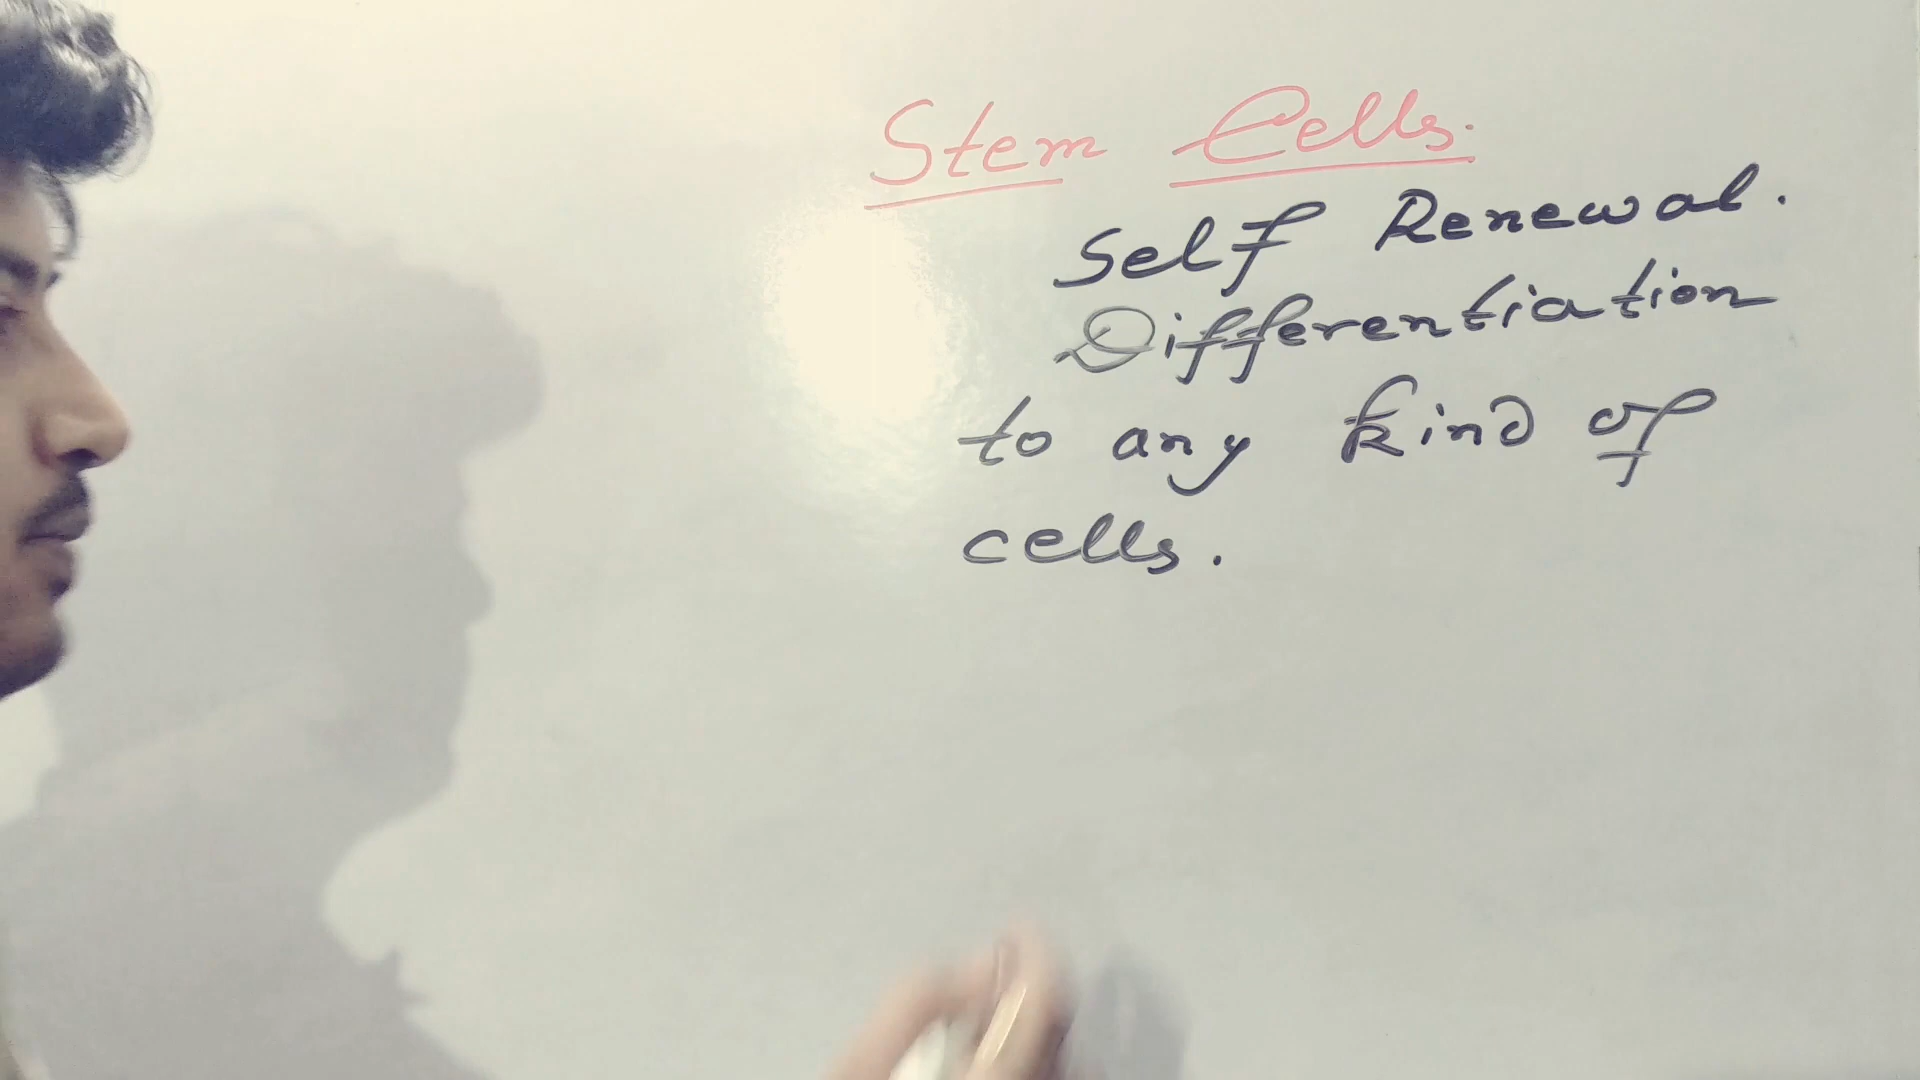 Stem Cells.
Self Renewal.
Differentiation
to any kind of
cells.